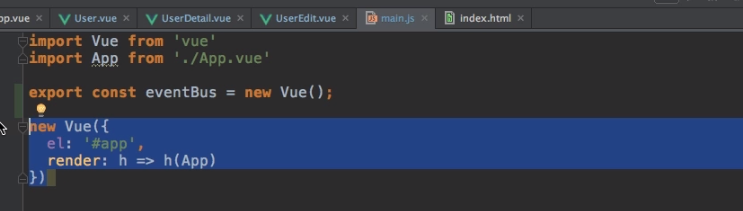 pp.vue × User.vue × UserDetail.vue × UserEdit.vue × main.js × index.html ×
import Vue from 'vue'
import App from './App.vue'
export const eventBus = new Vue();
new Vue({
el: '#app',
render: h => h(App)
})